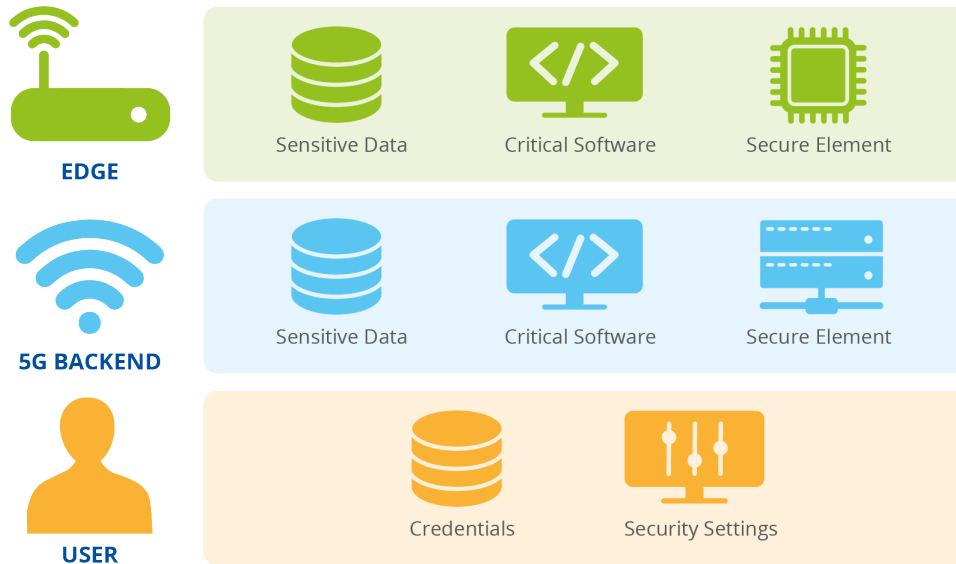 EDGE
Sensitive Data
Critical Software
Secure Element
5G BACKEND
Sensitive Data
Critical Software
Secure Element
USER
Credentials
Security Settings